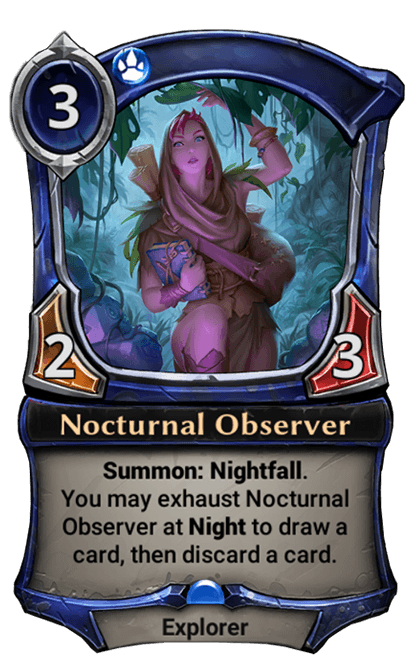 3
2
3
Nocturnal Observer
Summon: Nightfall.
You may exhaust Nocturnal
Observer at Night to draw a
card, then discard a card.
Explorer